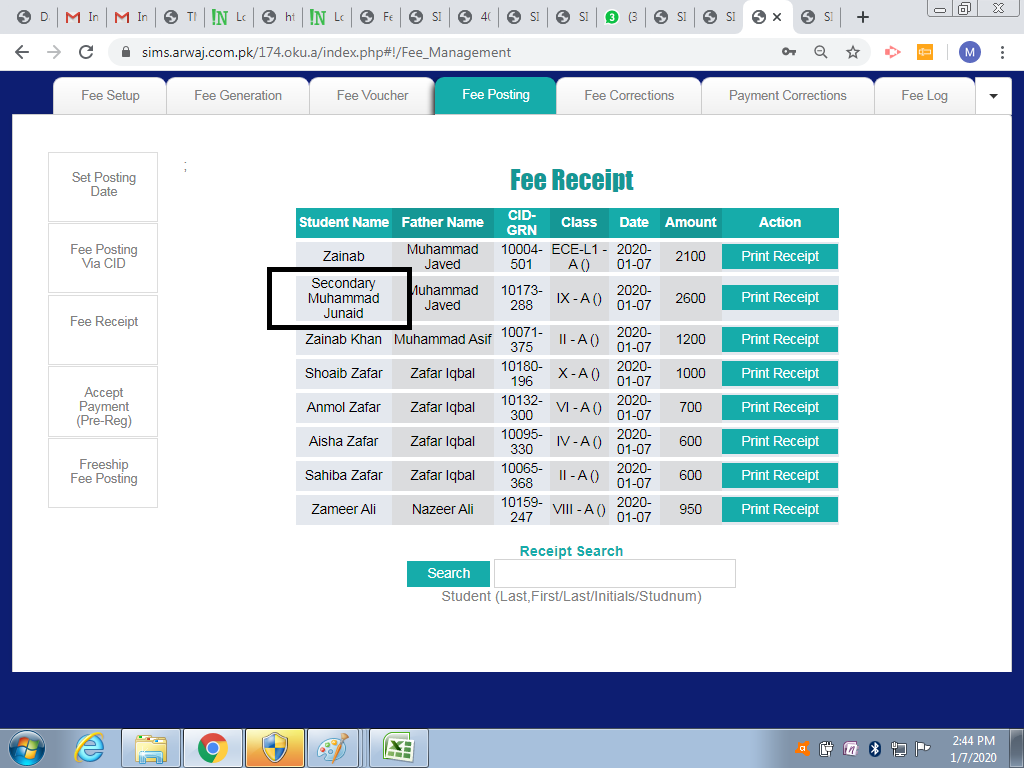 D
In
In
Th
Lo
ht
Lo
Fe
SI
4(
SI
SI
3 (3
SI
SI
SI
sims.arwaj.com.pk/174.oku.a/index.php#!/Fee_Management
M
Fee Setup
Fee Generation
Fee Voucher
Fee Posting
Fee Corrections
Payment Corrections
Fee Log
Set Posting
Date
Fee Posting
Via CID
Fee Receipt
Accept
Payment
(Pre-Reg)
Freeship
Fee Posting
;
Fee Receipt
Student Name Father Name CID-GRN Class Date Amount Action
Zainab Muhammad Javed 10004-501 ECE-L1 - A () 2020-01-07 2100 Print Receipt
Secondary Muhammad Junaid Muhammad Javed 10173-288 IX - A () 2020-01-07 2600 Print Receipt
Zainab Khan Muhammad Asif 10071-375 II - A () 2020-01-07 1200 Print Receipt
Shoaib Zafar Zafar Iqbal 10180-196 X - A () 2020-01-07 1000 Print Receipt
Anmol Zafar Zafar Iqbal 10132-300 VI - A () 2020-01-07 700 Print Receipt
Aisha Zafar Zafar Iqbal 10095-330 IV - A () 2020-01-07 600 Print Receipt
Sahiba Zafar Zafar Iqbal 10065-368 II - A () 2020-01-07 600 Print Receipt
Zameer Ali Nazeer Ali 10159-247 VIII - A () 2020-01-07 950 Print Receipt
Receipt Search
Search
Student (Last,First/Last/Initials/Studnum)
2:44 PM
1/7/2020